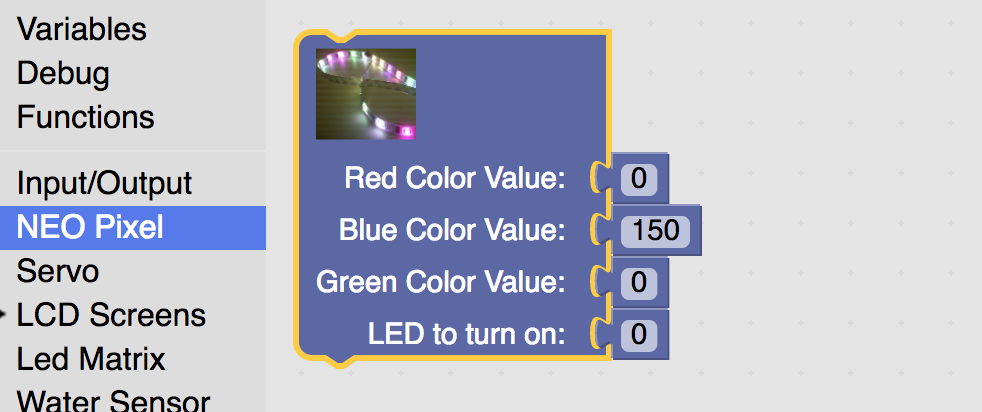 Variables
Debug
Functions
Input/Output
NEO Pixel
Servo
LCD Screens
Led Matrix
Water Sensor
Red Color Value: 0
Blue Color Value: 150
Green Color Value: 0
LED to turn on: 0